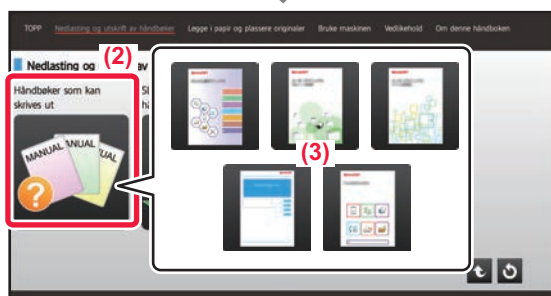 TOPP Nedlasting og utskrift av håndbøker Legge i papir og plassere originaler Bruke maskinen Vedlikehold Om denne håndboken
(2)
Nedlasting og av
Håndbøker som kan
skrives ut
MANUAL
MANUAL
(3)